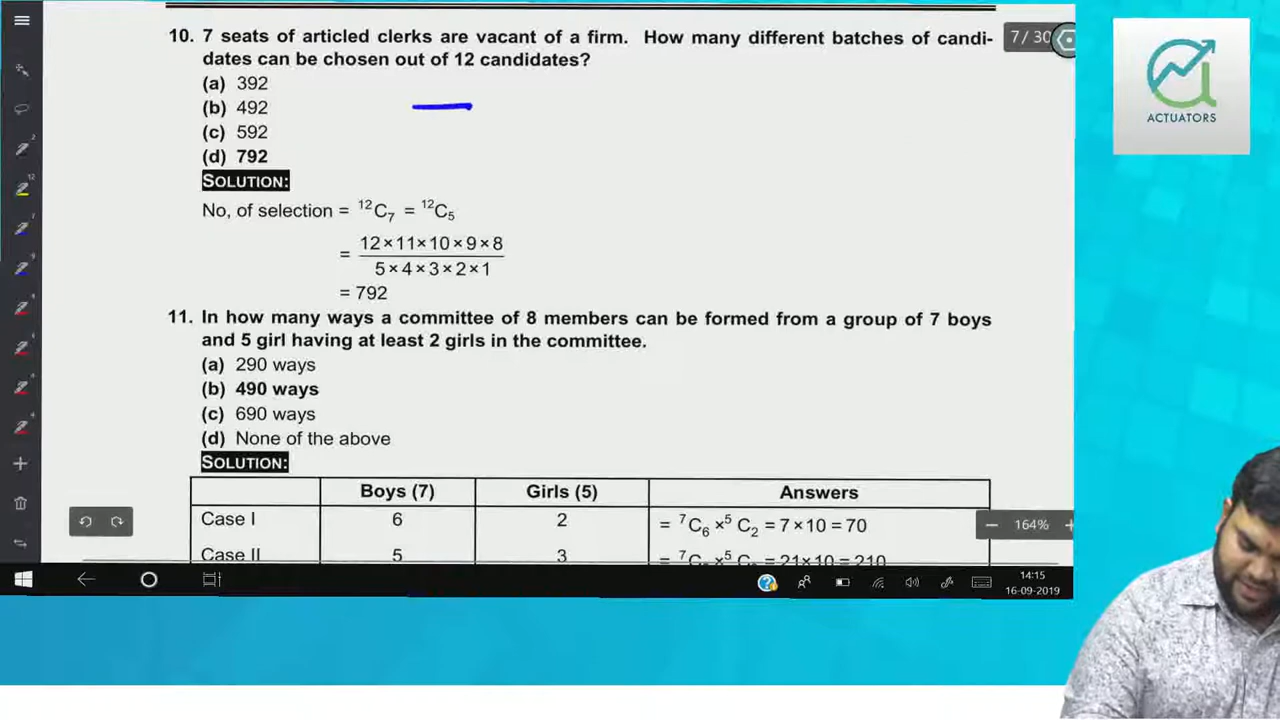 10. 7 seats of articled clerks are vacant of a firm. How many different batches of candi-
dates can be chosen out of 12 candidates?
7/30
(a) 392
(b) 492
(c) 592
(d) 792
SOLUTION:
No, of selection = ¹²C₇ = ¹²C₅
= 12×11×10×9×8
5×4×3×2×1
= 792
11. In how many ways a committee of 8 members can be formed from a group of 7 boys
and 5 girl having at least 2 girls in the committee.
(a) 290 ways
(b) 490 ways
(c) 690 ways
(d) None of the above
SOLUTION:
Boys (7) Girls (5) Answers
Case I 6 2 = ⁷C₆ ×⁵ C₂ = 7×10 = 70
164%
Case II 5 3 = ⁷C ×⁵ C = 21×10 = 210
14:15
16-09-2019
ACTUATORS